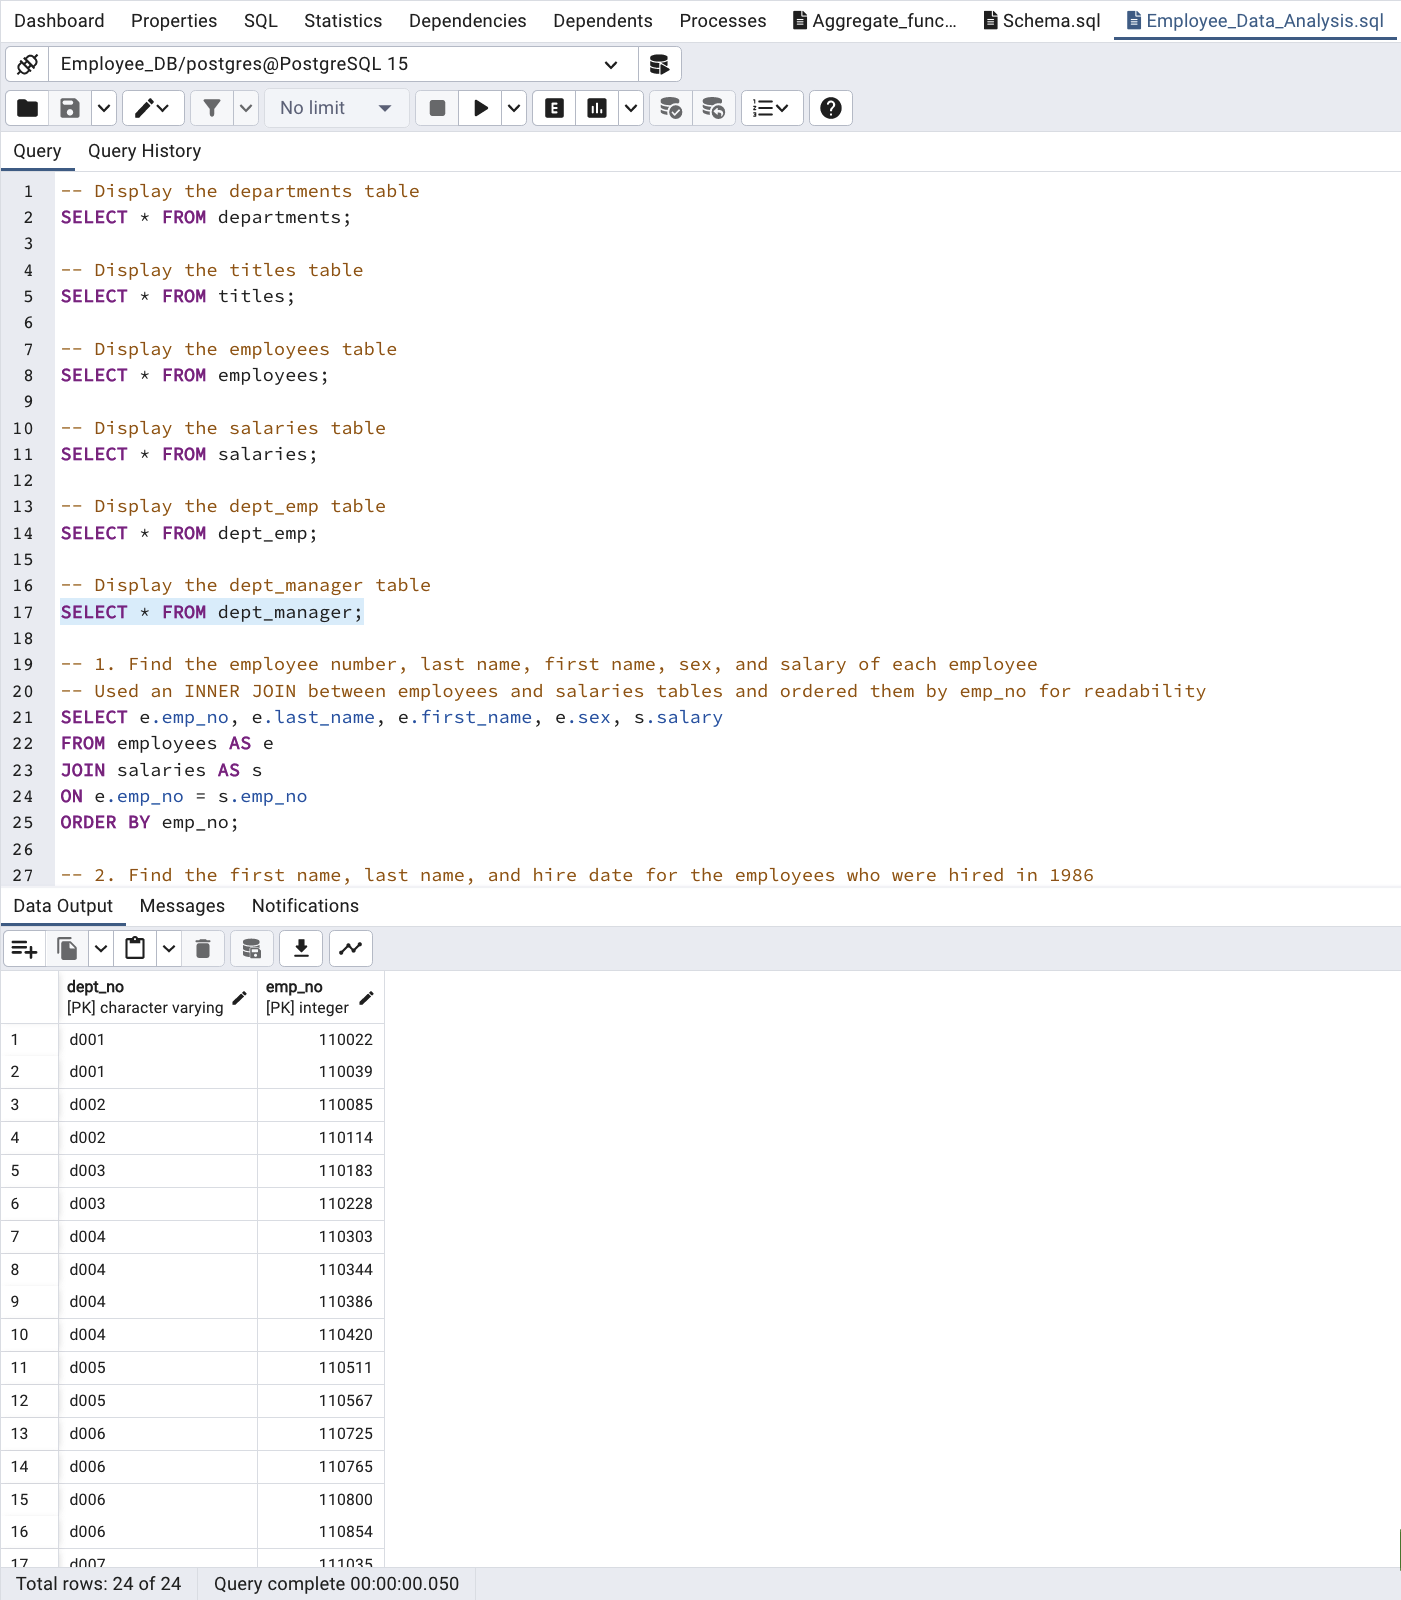 Dashboard Properties SQL Statistics Dependencies Dependents Processes Aggregate_func... Schema.sql Employee_Data_Analysis.sql
Employee_DB/postgres@PostgreSQL 15
No limit E
Query Query History
1 -- Display the departments table
2 SELECT * FROM departments;
3
4 -- Display the titles table
5 SELECT * FROM titles;
6
7 -- Display the employees table
8 SELECT * FROM employees;
9
10 -- Display the salaries table
11 SELECT * FROM salaries;
12
13 -- Display the dept_emp table
14 SELECT * FROM dept_emp;
15
16 -- Display the dept_manager table
17 SELECT * FROM dept_manager;
18
19 -- 1. Find the employee number, last name, first name, sex, and salary of each employee
20 -- Used an INNER JOIN between employees and salaries tables and ordered them by emp_no for readability
21 SELECT e.emp_no, e.last_name, e.first_name, e.sex, s.salary
22 FROM employees AS e
23 JOIN salaries AS s
24 ON e.emp_no = s.emp_no
25 ORDER BY emp_no;
26
27 -- 2. Find the first name, last name, and hire date for the employees who were hired in 1986
Data Output Messages Notifications
dept_no emp_no
[PK] character varying [PK] integer
1 d001 110022
2 d001 110039
3 d002 110085
4 d002 110114
5 d003 110183
6 d003 110228
7 d004 110303
8 d004 110344
9 d004 110386
10 d004 110420
11 d005 110511
12 d005 110567
13 d006 110725
14 d006 110765
15 d006 110800
16 d006 110854
17 d007 111035
Total rows: 24 of 24 Query complete 00:00:00.050